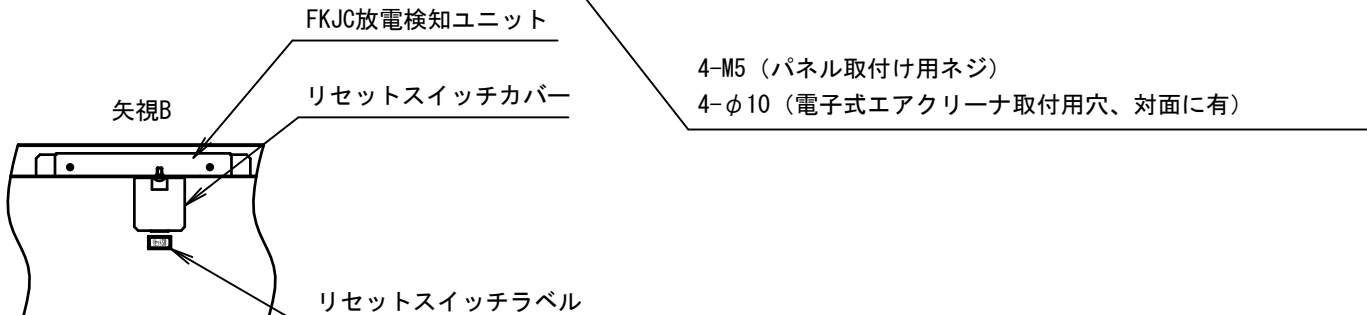 FKJC放電検知ユニット
リセットスイッチカバー
矢視B
リセットスイッチラベル
4-M5（パネル取付け用ネジ）
4-φ10（電子式エアクリーナ取付用穴、対面に有）